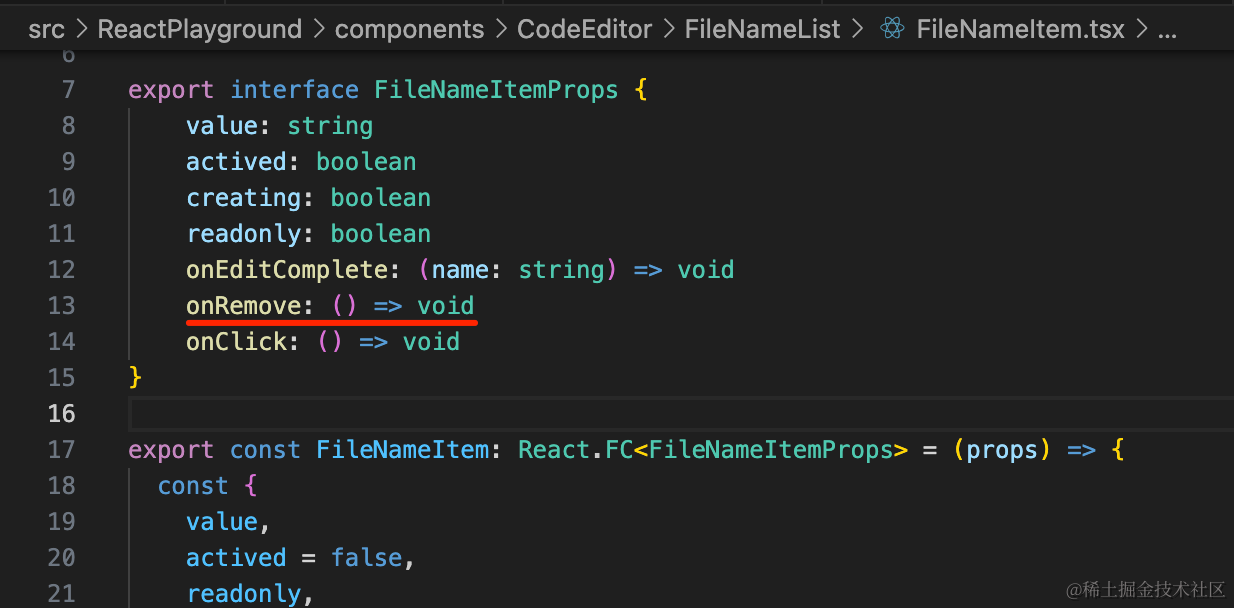 src > ReactPlayground > components > CodeEditor > FileNameList > FileNameItem.tsx > ...
6
7 export interface FileNameItemProps {
8 value: string
9 actived: boolean
10 creating: boolean
11 readonly: boolean
12 onEditComplete: (name: string) => void
13 onRemove: () => void
14 onClick: () => void
15 }
16
17 export const FileNameItem: React.FC<FileNameItemProps> = (props) => {
18 const {
19 value,
20 actived = false,
21 readonly,
@稀土掘金技术社区